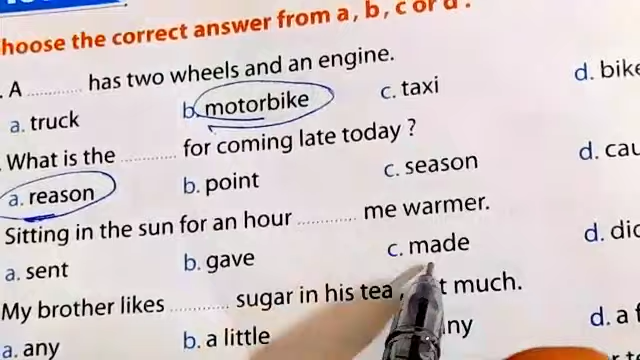 hoose the correct answer from a, b, c or d :
. A ............ has two wheels and an engine.
a. truck b. motorbike c. taxi d. bike
. What is the ............ for coming late today ?
a. reason b. point c. season d. cau
Sitting in the sun for an hour ............ me warmer.
a. sent b. gave c. made d. did
My brother likes ............ sugar in his tea , t much.
a. any b. a little ny d. a f